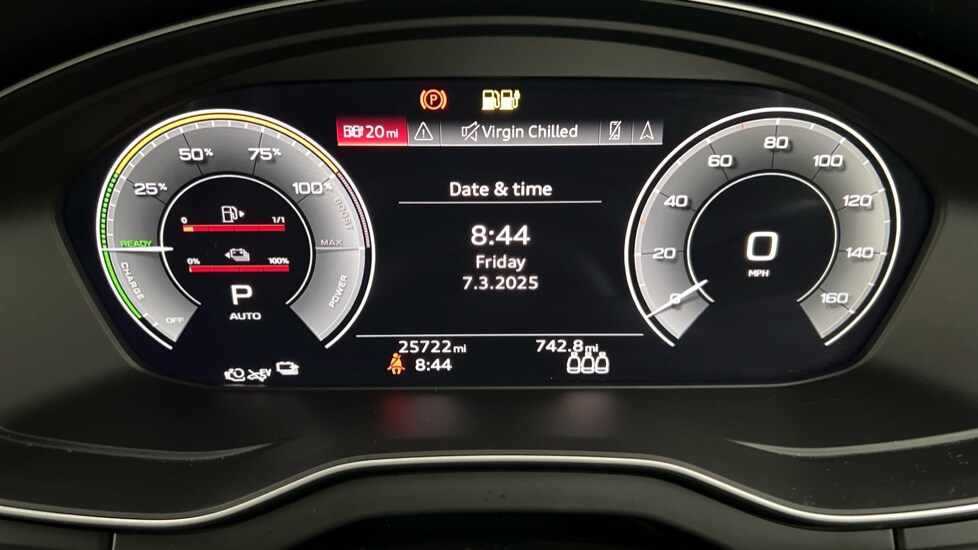 P
20 mi Virgin Chilled
25% 50% 75% 100% BOOST
MAX.
POWER
READY
CHARGE
OFF
0 1/1
0% 100%
P
AUTO
EV
Date & time
8:44
Friday
7.3.2025
25722 mi 742.8 mi
8:44
0 20 40 60 80 100 120 140 160
0
MPH